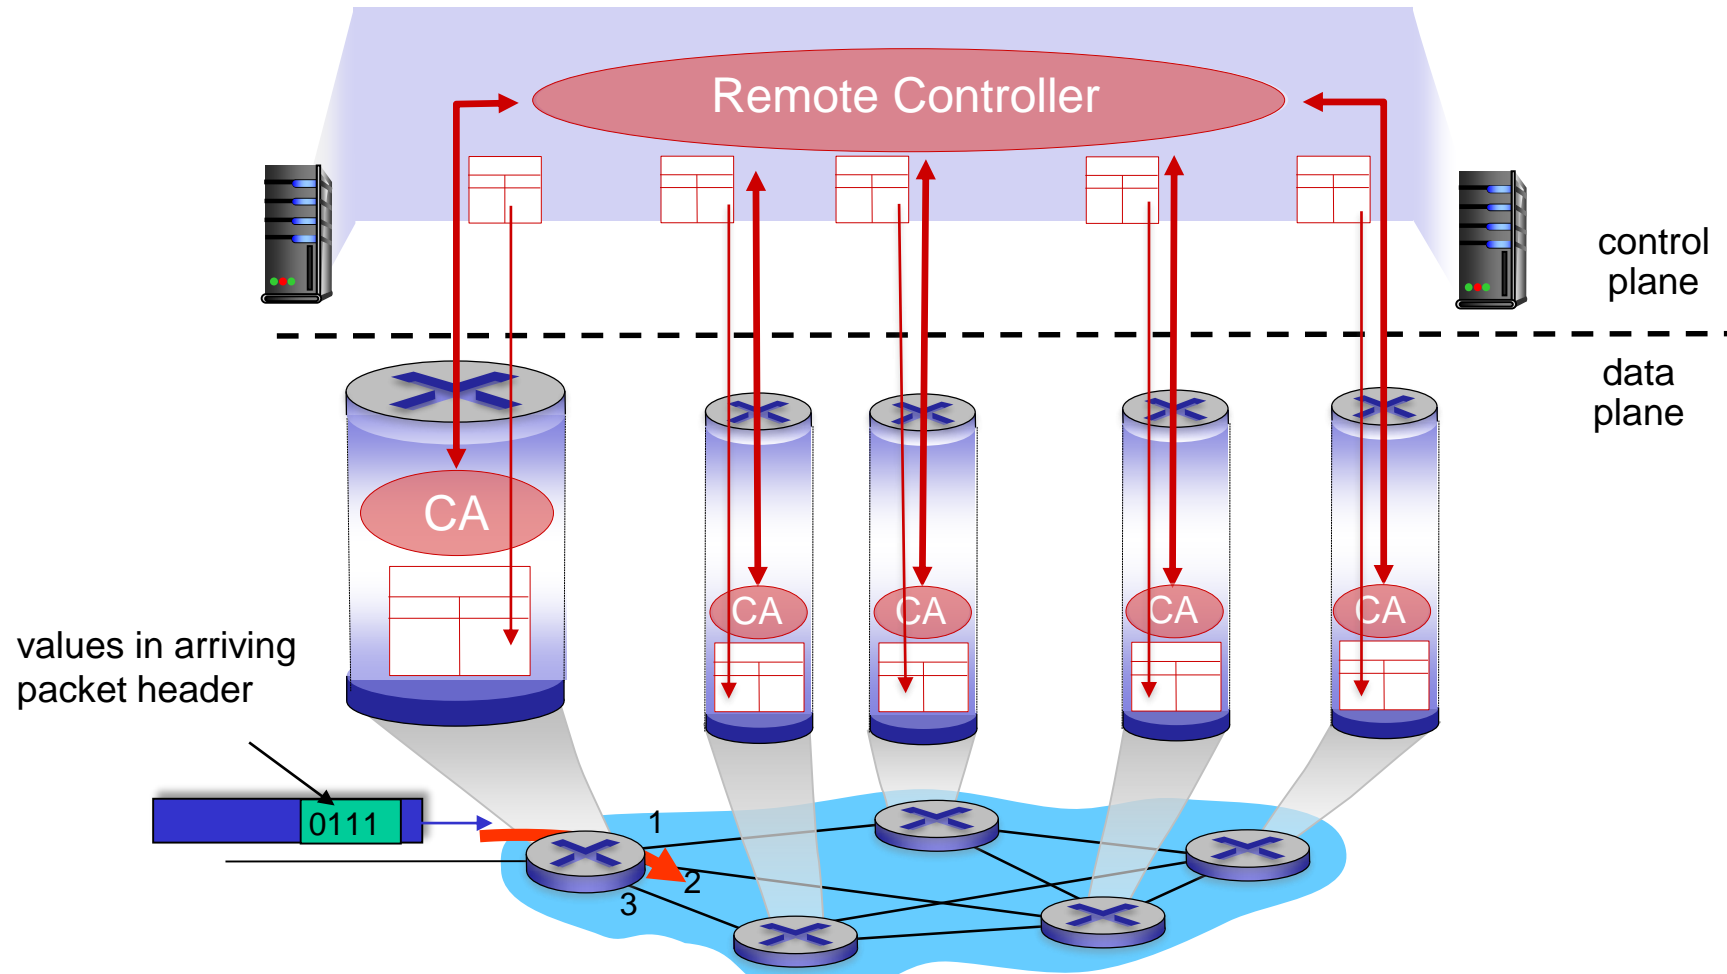 Remote Controller
control
plane
data
plane
CA
CA
CA
CA
CA
values in arriving
packet header
0111
1
2
3